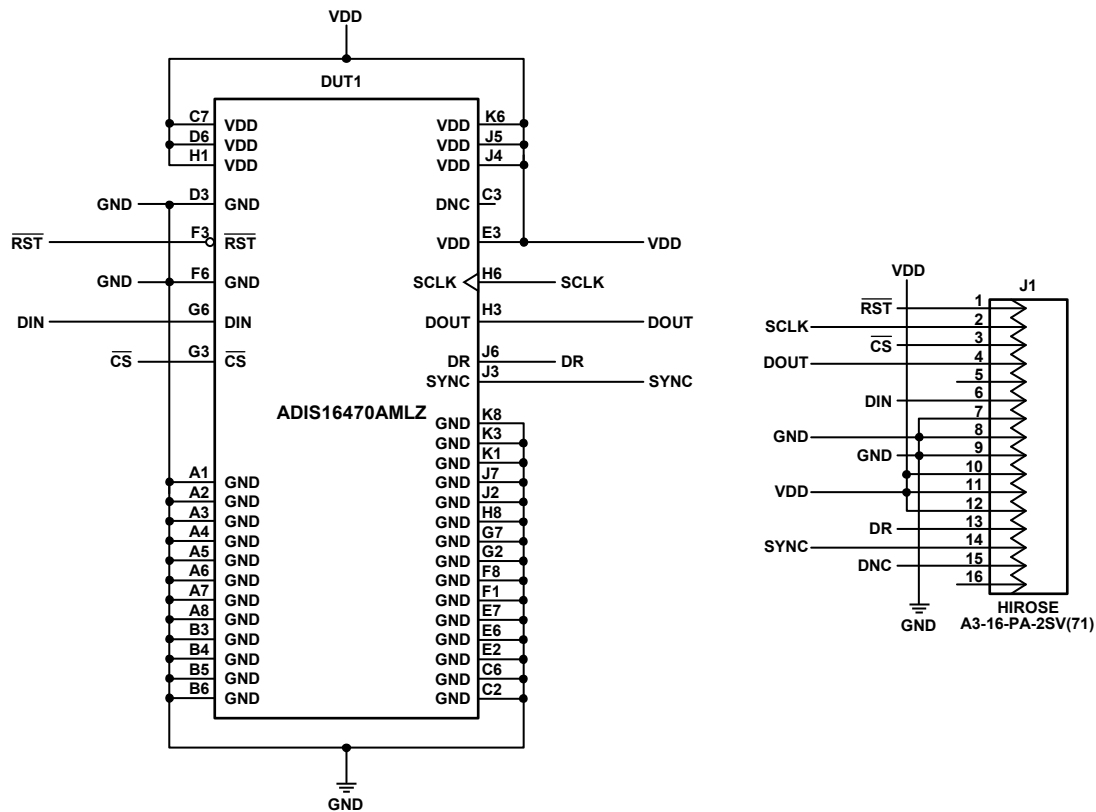 VDD
DUT1
C7 VDD VDD K6
D6 VDD VDD J5
H1 VDD VDD J4
GND D3 GND DNC C3
R̅S̅T̅ F3 R̅S̅T̅ VDD E3 VDD
GND F6 GND SCLK H6 SCLK
DIN G6 DIN DOUT H3 DOUT
C̅S̅ G3 C̅S̅ DR J6 DR
SYNC J3 SYNC
ADIS16470AMLZ
GND K8
GND K3
GND K1
A1 GND GND J7
A2 GND GND J2
A3 GND GND H8
A4 GND GND G7
A5 GND GND G2
A6 GND GND F8
A7 GND GND F1
A8 GND GND E7
B3 GND GND E6
B4 GND GND E2
B5 GND GND C6
B6 GND GND C2
GND
VDD
J1
R̅S̅T̅ 1
SCLK 2
C̅S̅ 3
DOUT 4
5
DIN 6
7
GND 8
GND 9
10
VDD 11
12
DR 13
SYNC 14
DNC 15
16
GND
HIROSE
A3-16-PA-2SV(71)